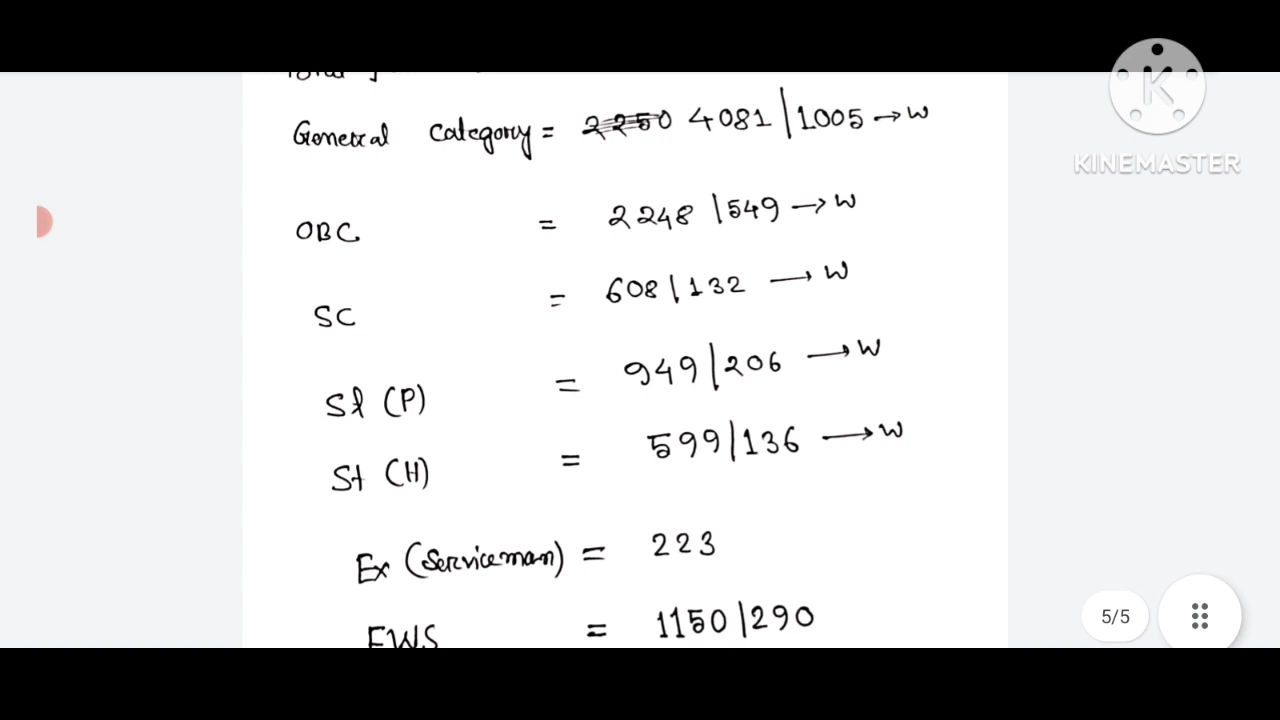 General category = 2250 4081 | 1005 → W
KINEMASTER
OBC = 2248 | 549 → W
SC = 608 | 132 → W
St (P) = 949 | 206 → W
St (H) = 599 | 136 → W
Ex (Serviceman) = 223
EWS = 1150 | 290
5/5